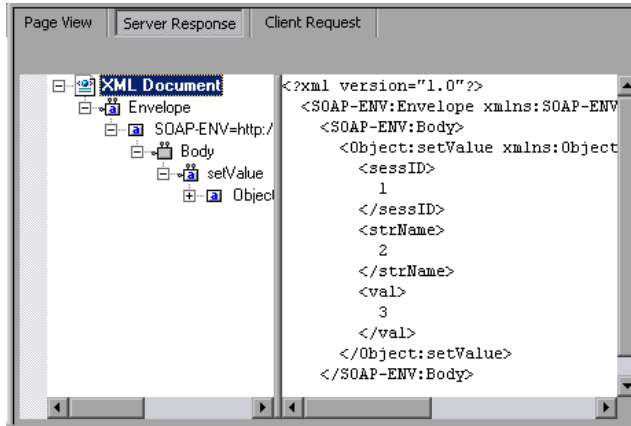 Page View Server Response Client Request
XML Document
Envelope
SOAP-ENV=http:/
Body
setValue
Object
<?xml version="1.0"?>
<SOAP-ENV:Envelope xmlns:SOAP-ENV
<SOAP-ENV:Body>
<Object:setValue xmlns:Object
<sessID>
1
</sessID>
<strName>
2
</strName>
<val>
3
</val>
</Object:setValue>
</SOAP-ENV:Body>